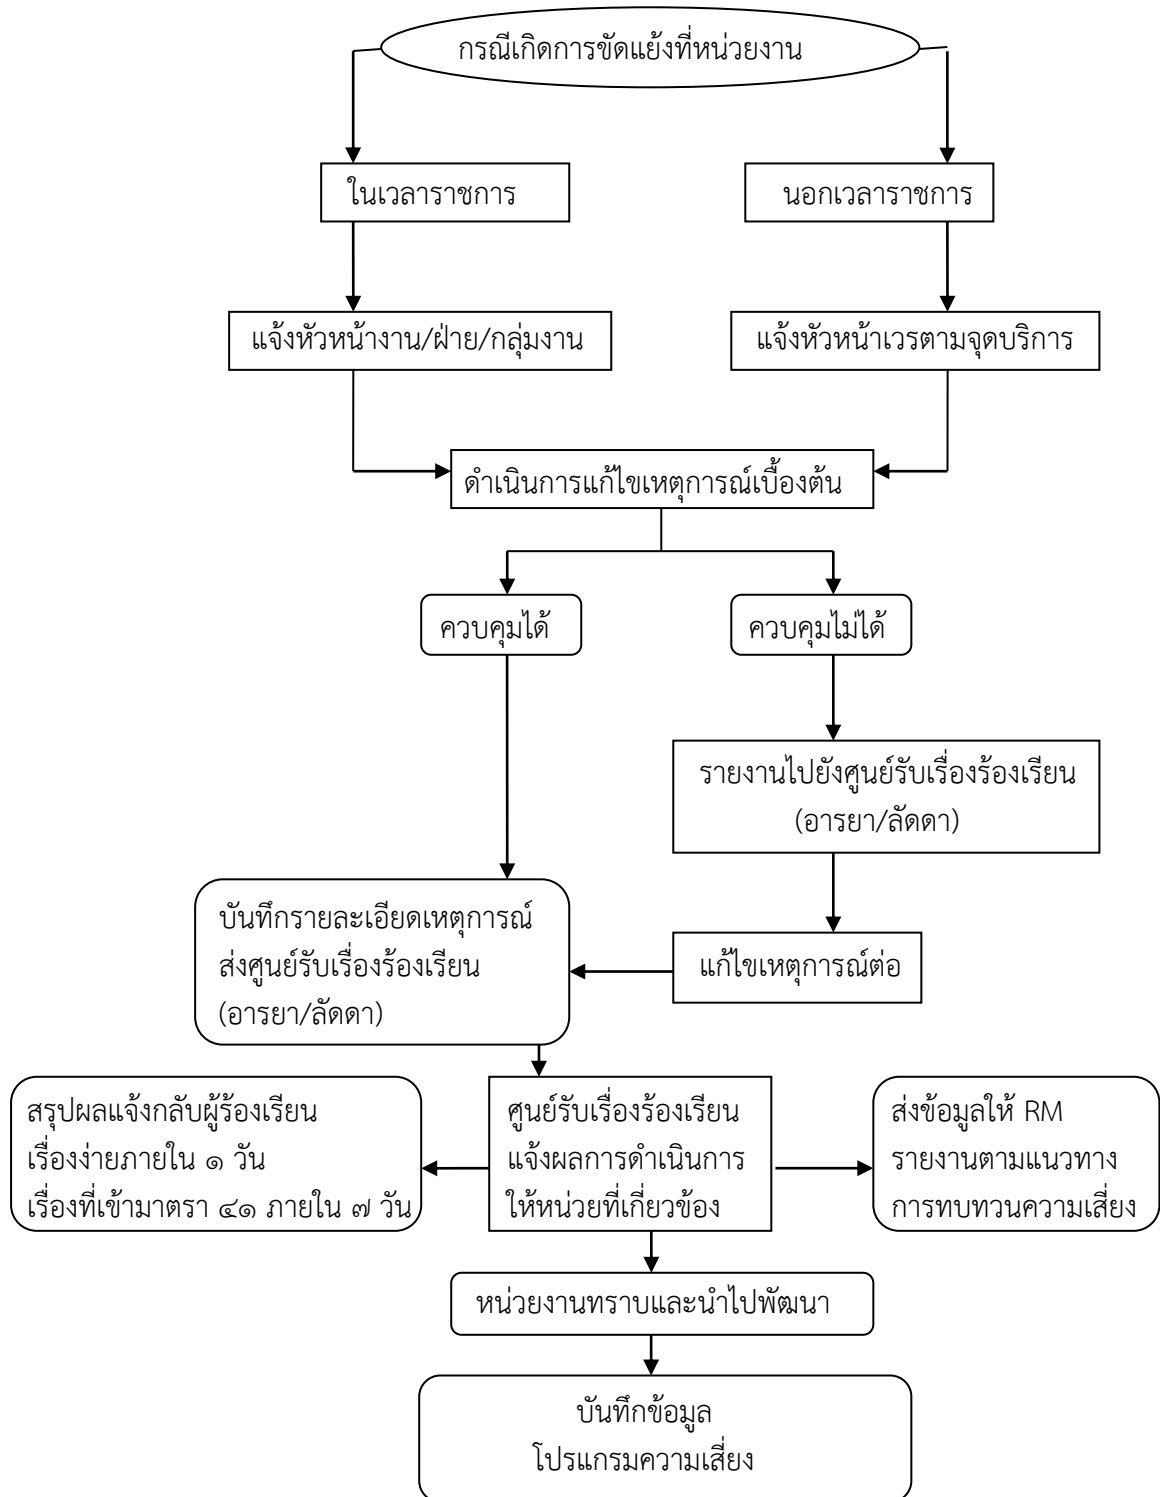 กรณีเกิดการขัดแย้งที่หน่วยงาน
ในเวลาราชการ
นอกเวลาราชการ
แจ้งหัวหน้างาน/ฝ่าย/กลุ่มงาน
แจ้งหัวหน้าเวรตามจุดบริการ
ดำเนินการแก้ไขเหตุการณ์เบื้องต้น
ควบคุมได้
ควบคุมไม่ได้
รายงานไปยังศูนย์รับเรื่องร้องเรียน
(อารยา/ลัดดา)
บันทึกรายละเอียดเหตุการณ์
ส่งศูนย์รับเรื่องร้องเรียน
(อารยา/ลัดดา)
แก้ไขเหตุการณ์ต่อ
สรุปผลแจ้งกลับผู้ร้องเรียน
เรื่องง่ายภายใน ๑ วัน
เรื่องที่เข้ามาตรา ๔๑ ภายใน ๗ วัน
ศูนย์รับเรื่องร้องเรียน
แจ้งผลการดำเนินการ
ให้หน่วยที่เกี่ยวข้อง
ส่งข้อมูลให้ RM
รายงานตามแนวทาง
การทบทวนความเสี่ยง
หน่วยงานทราบและนำไปพัฒนา
บันทึกข้อมูล
โปรแกรมความเสี่ยง